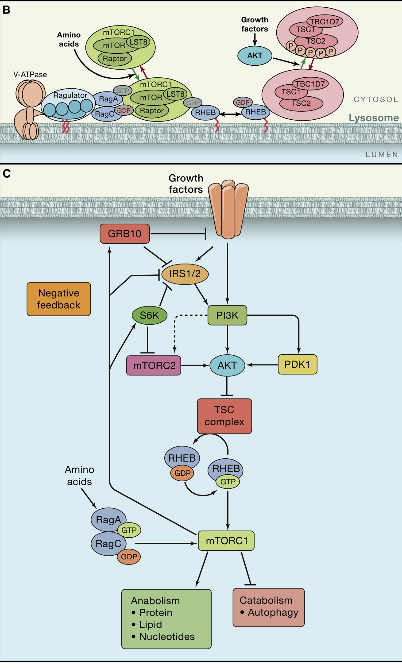 B
Amino
acids
mTORC1
mTOR
LST8
Raptor
Growth
factors
AKT
TBC1D7
TSC1
TSC2
P P P P P
V-ATPase
Ragulator
RagA
GTP
RagC
GDP
mTORC1
mTOR
LST8
Raptor
GTP
RHEB
GDP
RHEB
TBC1D7
TSC1
TSC2
CYTOSOL
Lysosome
LUMEN
C
Growth
factors
GRB10
IRS1/2
Negative
feedback
S6K
PI3K
mTORC2
AKT
PDK1
TSC
complex
RHEB
GDP
RHEB
GTP
Amino
acids
RagA
GTP
RagC
GDP
mTORC1
Anabolism
• Protein
• Lipid
• Nucleotides
Catabolism
• Autophagy